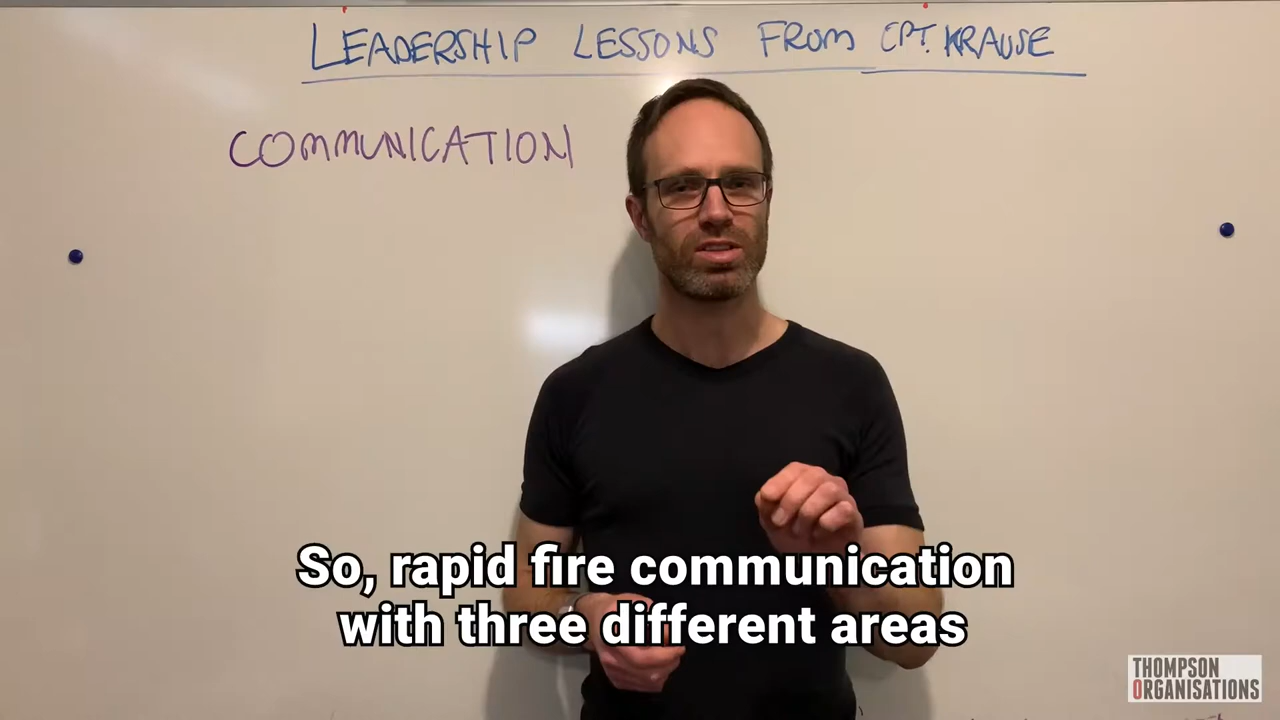 LEADERSHIP LESSONS FROM CPT. KRAUSE
COMMUNICATION
So, rapid fire communication
with three different areas
THOMPSON
ORGANISATIONS